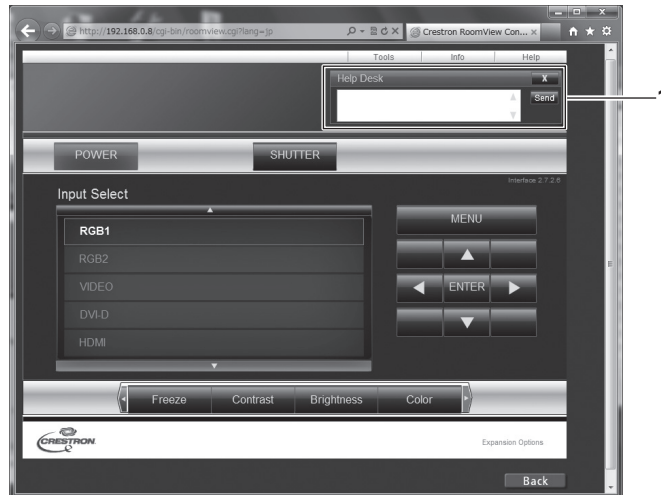 http://192.168.0.8/cgi-bin/roomview.cgi?lang=jp
Crestron RoomView Con... ×
Tools Info Help
Help Desk X
Send
1
POWER SHUTTER
Interface 2.7.2.6
Input Select
MENU
RGB1
RGB2
VIDEO
ENTER
DVI-D
HDMI
Freeze Contrast Brightness Color
CRESTRON
Expansion Options
Back